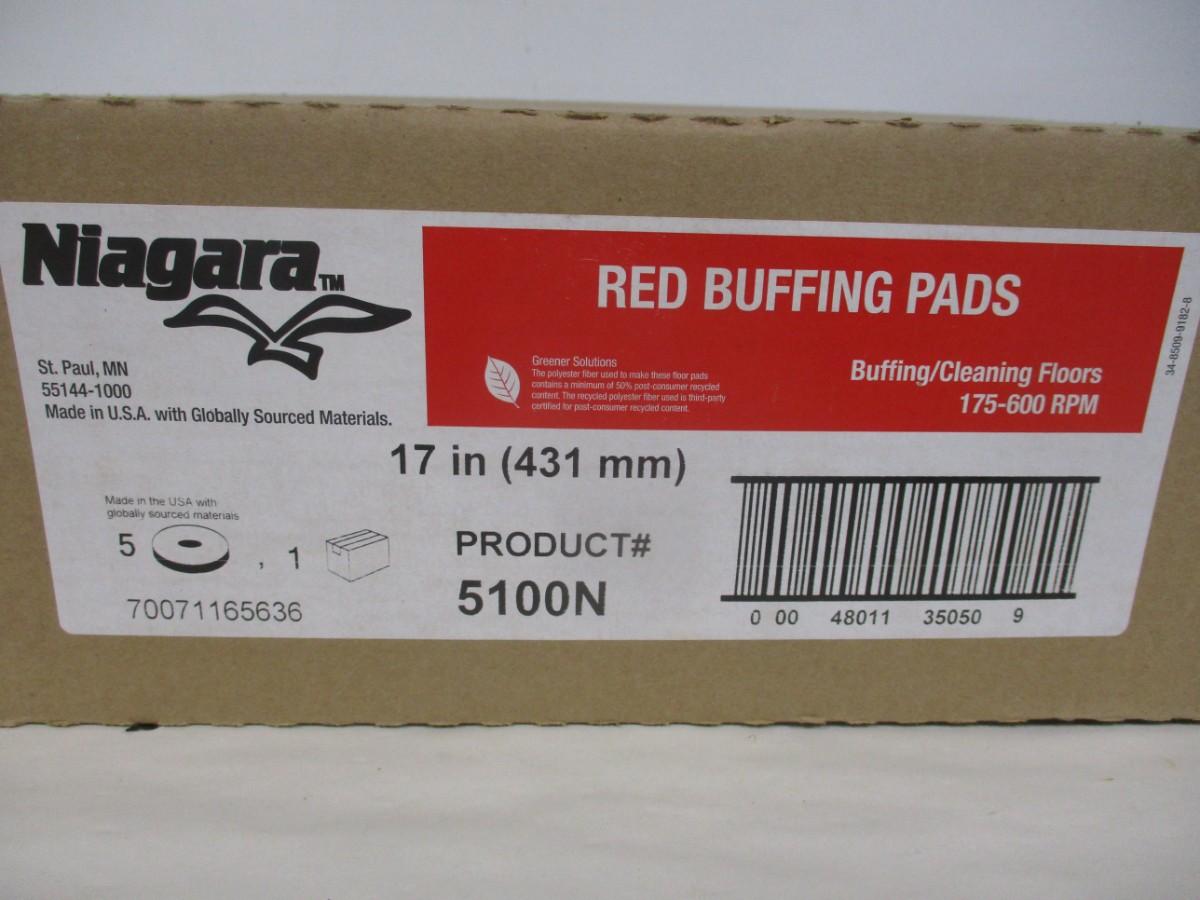 Niagara™
St. Paul, MN
55144-1000
Made in U.S.A. with Globally Sourced Materials.
RED BUFFING PADS
Greener Solutions
The polyester fiber used to make these floor pads
contains a minimum of 50% post-consumer recycled
content. The recycled polyester fiber used is third-party
certified for post-consumer recycled content.
Buffing/Cleaning Floors
175-600 RPM
34-8509-9182-8
17 in (431 mm)
Made in the USA with
globally sourced materials
5 , 1
70071165636
PRODUCT#
5100N
0 00 48011 35050 9